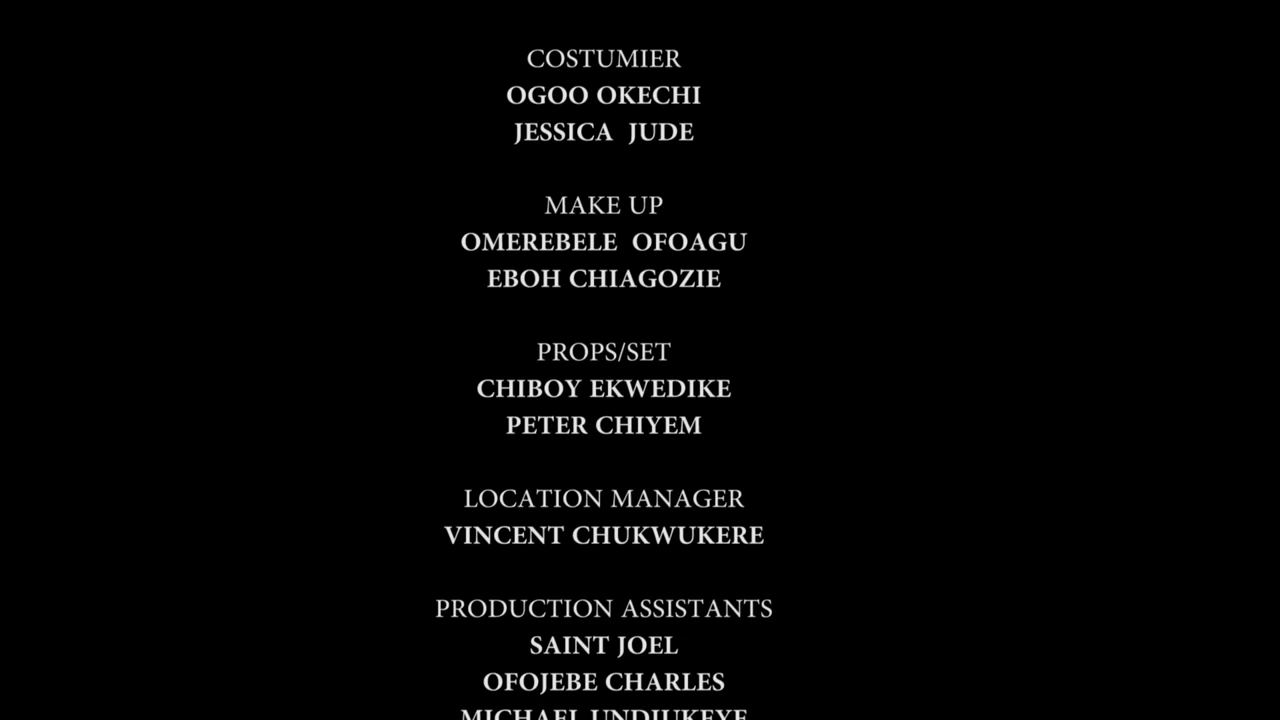 COSTUMIER
OGOO OKECHI
JESSICA JUDE
MAKE UP
OMEREBELE OFOAGU
EBOH CHIAGOZIE
PROPS/SET
CHIBOY EKWEDIKE
PETER CHIYEM
LOCATION MANAGER
VINCENT CHUKWUKERE
PRODUCTION ASSISTANTS
SAINT JOEL
OFOJEBE CHARLES
MICHAEL